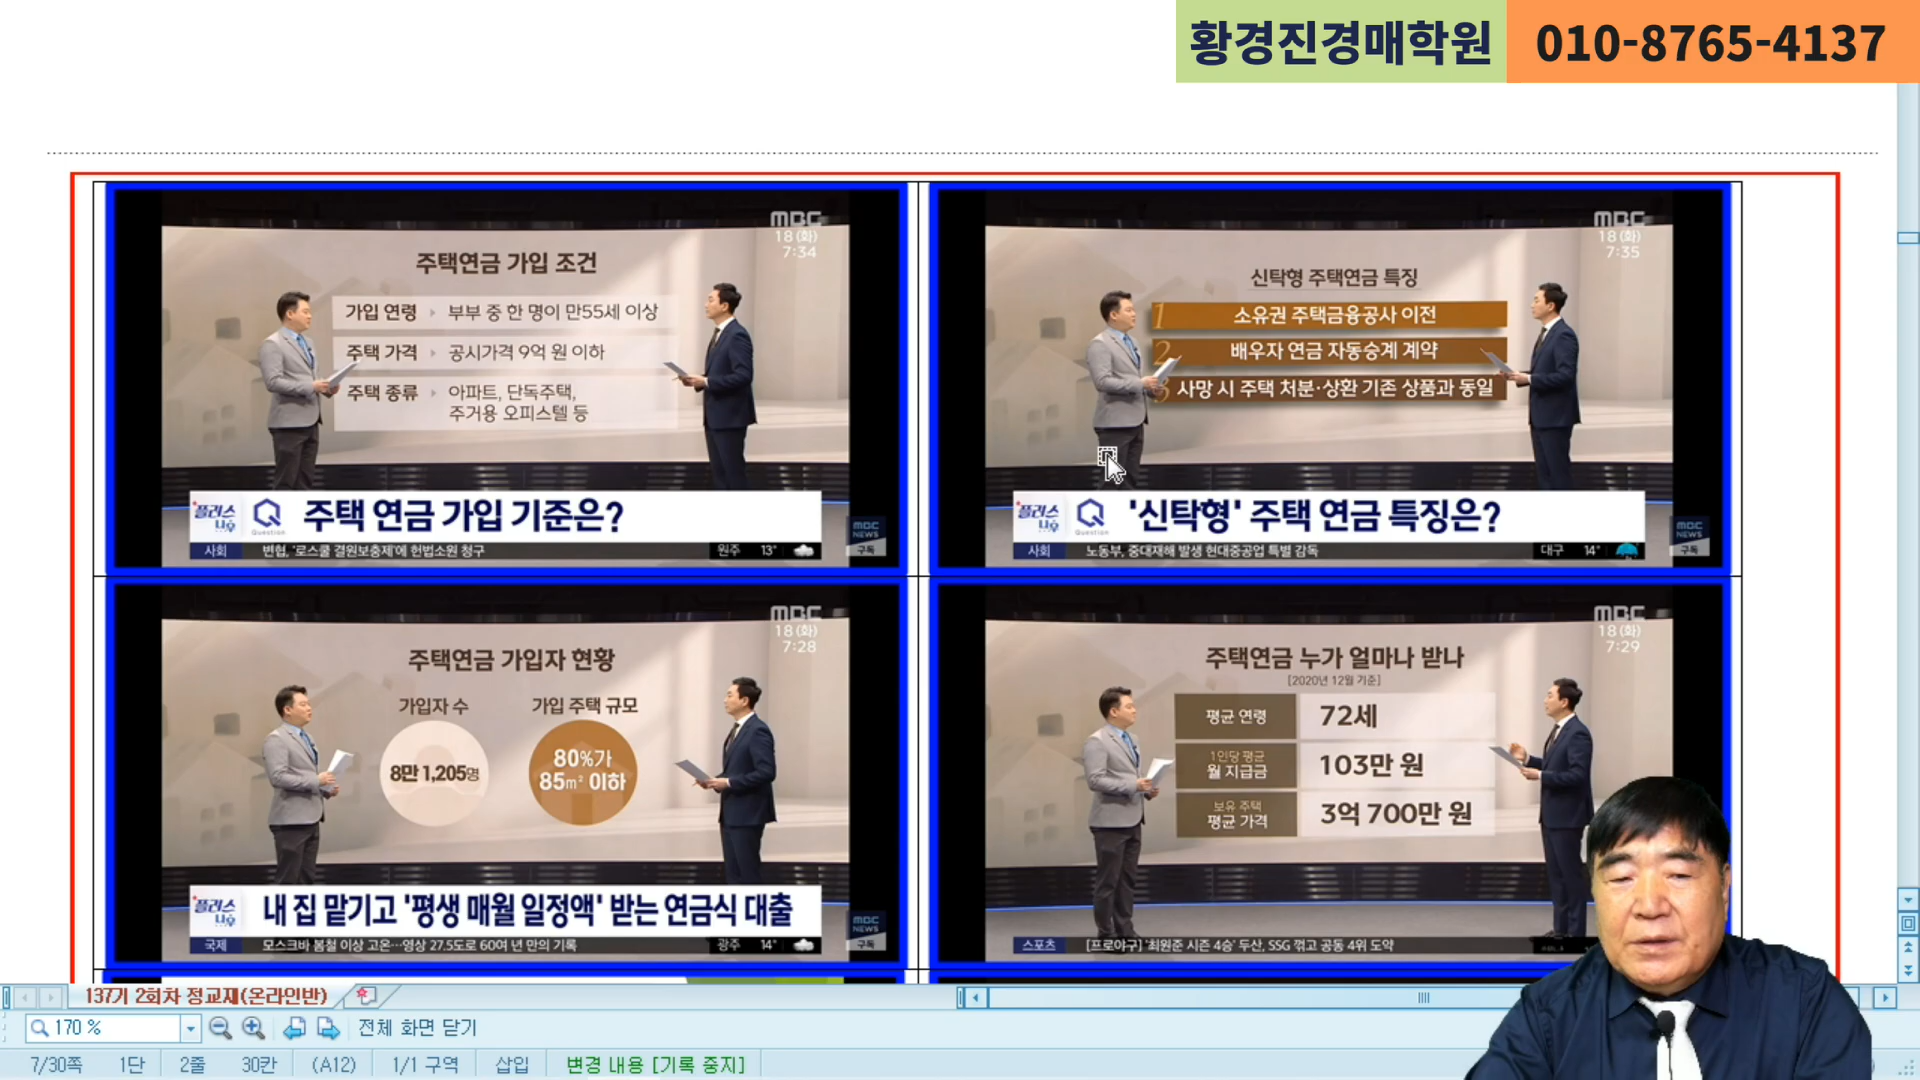 황경진경매학원 010-8765-4137
MBC
18(화)
7:34
주택연금 가입 조건
가입 연령 부부 중 한 명이 만55세 이상
주택 가격 공시가격 9억 원 이하
주택 종류 아파트, 단독주택,
주거용 오피스텔 등
플러스 나우
Q
Question
주택 연금 가입 기준은?
MBC
NEWS
구독
사회 변협, '로스쿨 결원보충제'에 헌법소원 청구 원주 13°
MBC
18(화)
7:35
신탁형 주택연금 특징
1 소유권 주택금융공사 이전
2 배우자 연금 자동승계 계약
3 사망 시 주택 처분·상환 기존 상품과 동일
플러스 나우
Q
Question
'신탁형' 주택 연금 특징은?
MBC
NEWS
구독
사회 노동부, 중대재해 발생 현대중공업 특별 감독 대구 14°
MBC
18(화)
7:28
주택연금 가입자 현황
가입자 수 가입 주택 규모
8만 1,205명
80%가
85m² 이하
플러스 나우
내 집 맡기고 '평생 매월 일정액' 받는 연금식 대출
MBC
NEWS
구독
국제 모스크바 봄철 이상 고온…영상 27.5도로 60여 년 만의 기록 광주 14°
MBC
18(화)
7:29
주택연금 누가 얼마나 받나
[2020년 12월 기준]
평균 연령 72세
1인당 평균
월 지급금 103만 원
보유 주택
평균 가격 3억 700만 원
스포츠 [프로야구] '최원준 시즌 4승' 두산, SSG 꺾고 공동 4위 도약
137기 2회차 정교재(온라인반)
170 % 전체 화면 닫기
7/30쪽 1단 2줄 30칸 (A12) 1/1 구역 삽입 변경 내용 [기록 중지]